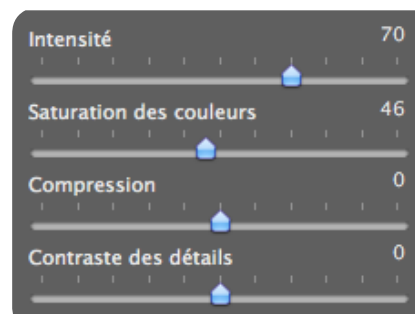 Intensité 70
Saturation des couleurs 46
Compression 0
Contraste des détails 0